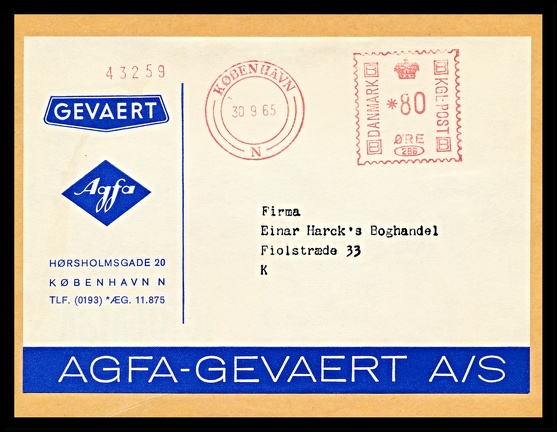 43259
GEVAERT
Agfa
HØRSHOLMSGADE 20
KØBENHAVN N
TLF. (0193) *ÆG. 11.875
KØBENHAVN
30 9 65
N
DANMARK
*80
ØRE
286
KGL-POST
Firma
Einar Harck's Boghandel
Fiolstræde 33
K
AGFA-GEVAERT A/S